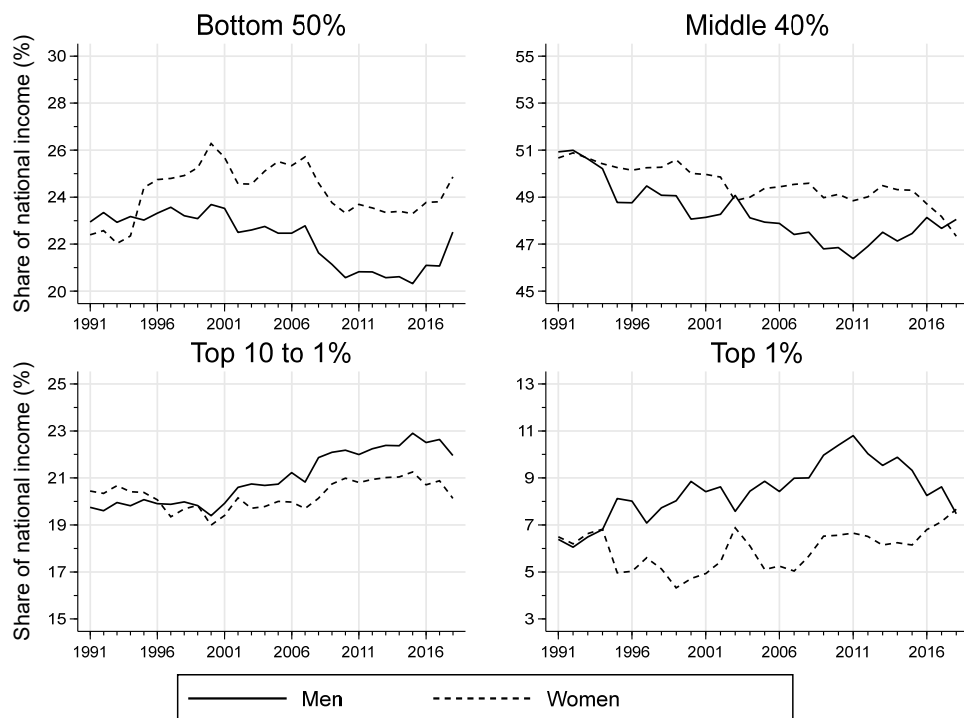 Bottom 50%
Share of national income (%)
30
28
26
24
22
20
1991 1996 2001 2006 2011 2016
Middle 40%
55
53
51
49
47
45
1991 1996 2001 2006 2011 2016
Top 10 to 1%
Share of national income (%)
25
23
21
19
17
15
1991 1996 2001 2006 2011 2016
Top 1%
13
11
9
7
5
3
1991 1996 2001 2006 2011 2016
Men Women